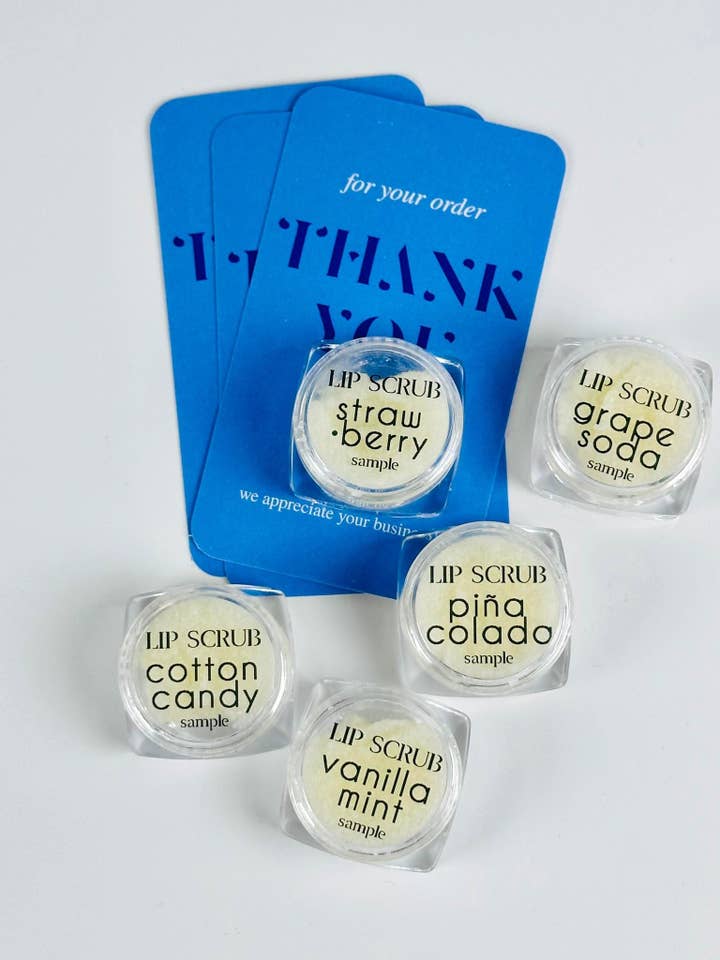 for your order
THANK
YOU
we appreciate your busin
LIP SCRUB
straw
•berry
sample
LIP SCRUB
grape
soda
sample
LIP SCRUB
piña
colada
sample
LIP SCRUB
cotton
candy
sample
LIP SCRUB
vanilla
mint
sample